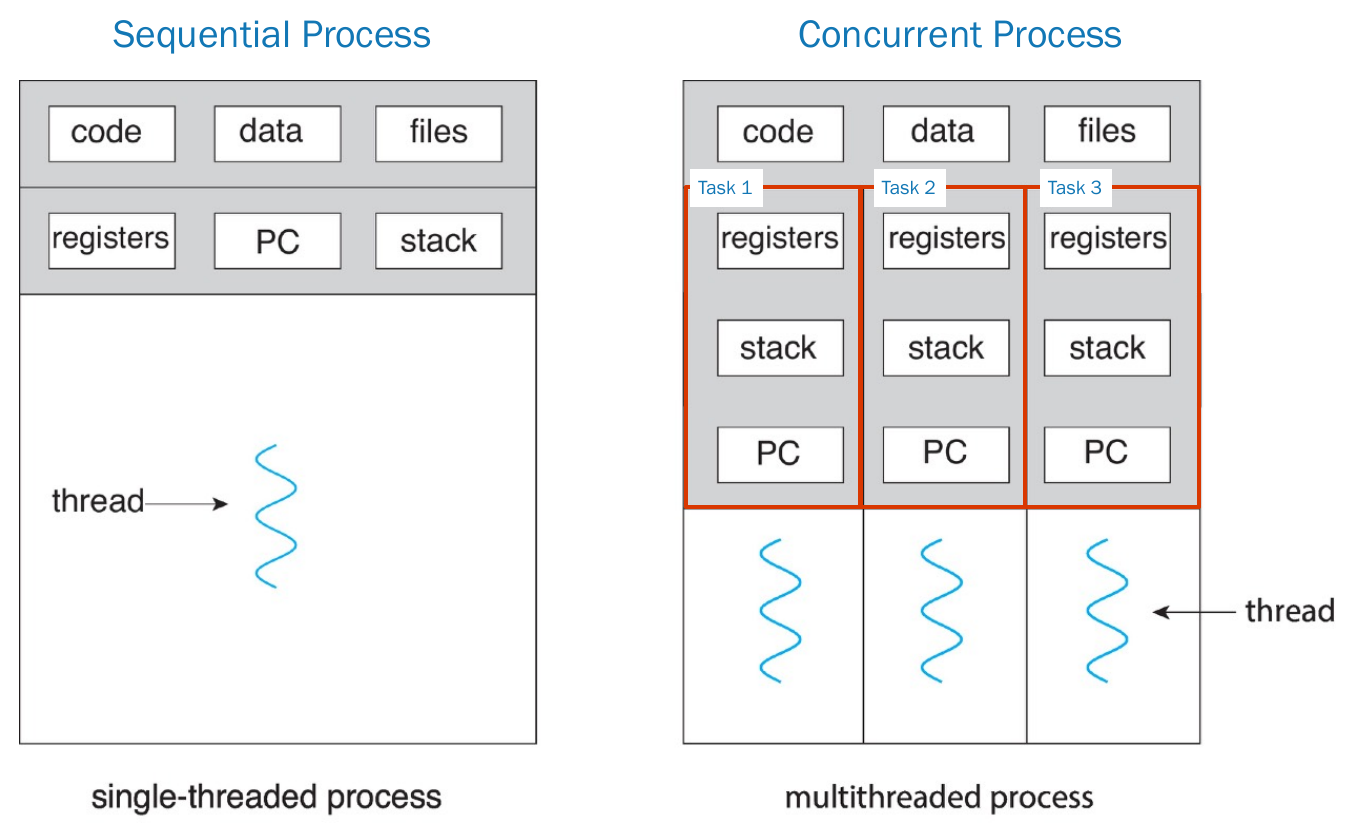 Sequential Process
code data files
registers PC stack
thread
single-threaded process
Concurrent Process
code data files
Task 1 Task 2 Task 3
registers registers registers
stack stack stack
PC PC PC
thread
multithreaded process